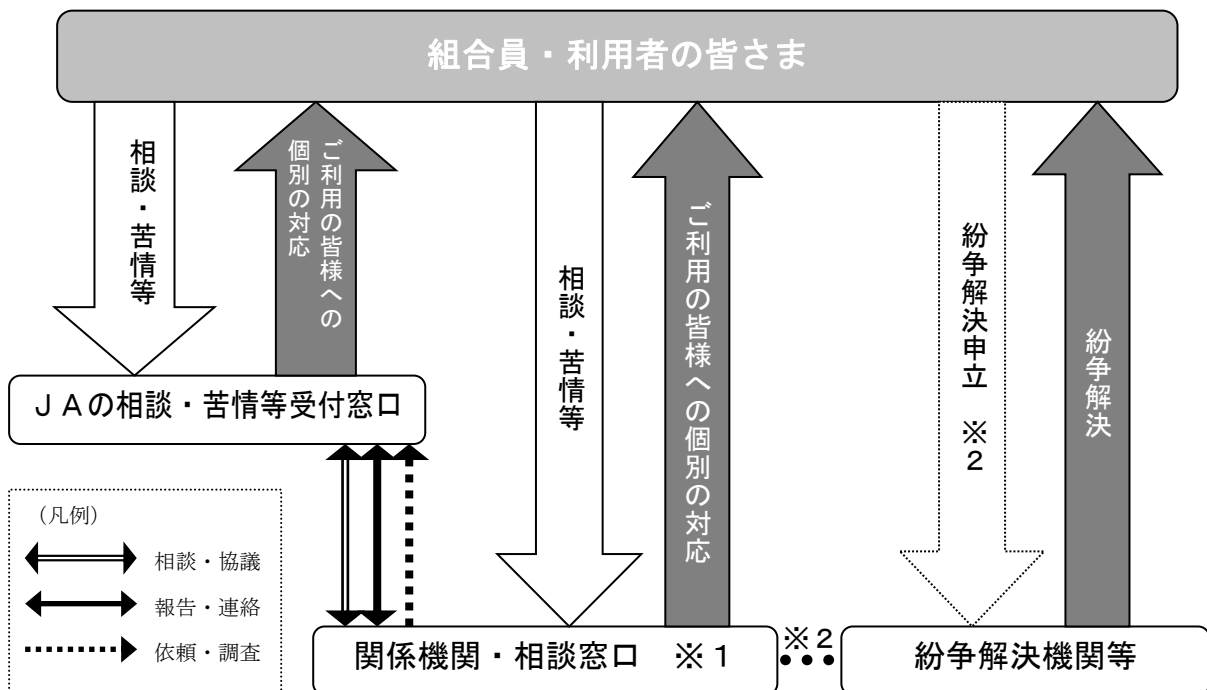 組合員・利用者の皆さま
相談・苦情等
ご利用の皆様への
個別の対応
相談・苦情等
ご利用の皆様への個別の対応
紛争解決申立 ※2
紛争解決
ＪＡの相談・苦情等受付窓口
（凡例）
相談・協議
報告・連絡
依頼・調査
関係機関・相談窓口 ※１
※２
紛争解決機関等